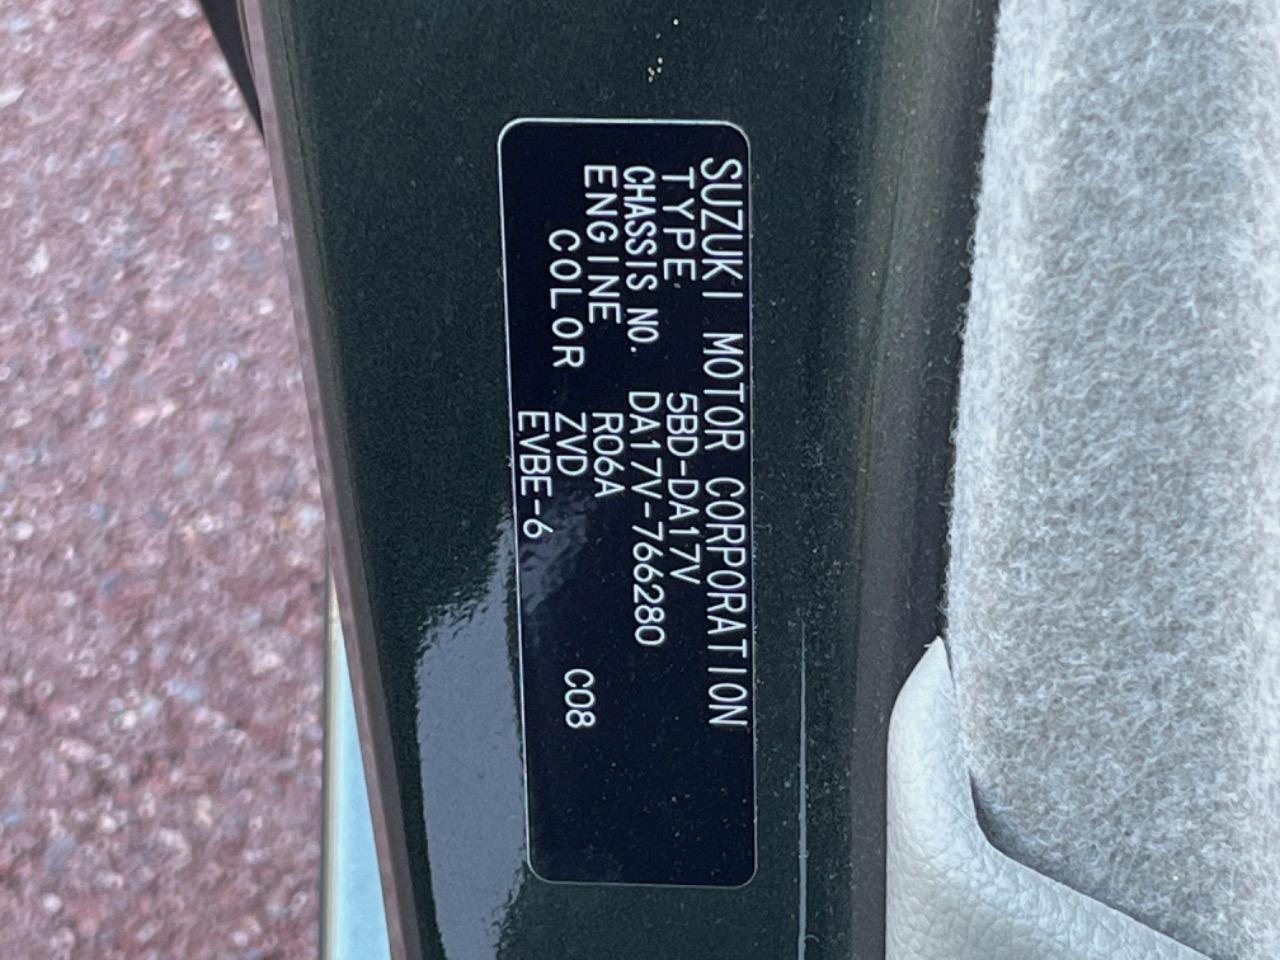 SUZUKI MOTOR CORPORATION
TYPE 5BD-DA17V
CHASSIS NO. DA17V-766280
ENGINE R06A
COLOR ZVD C08
EVBE-6